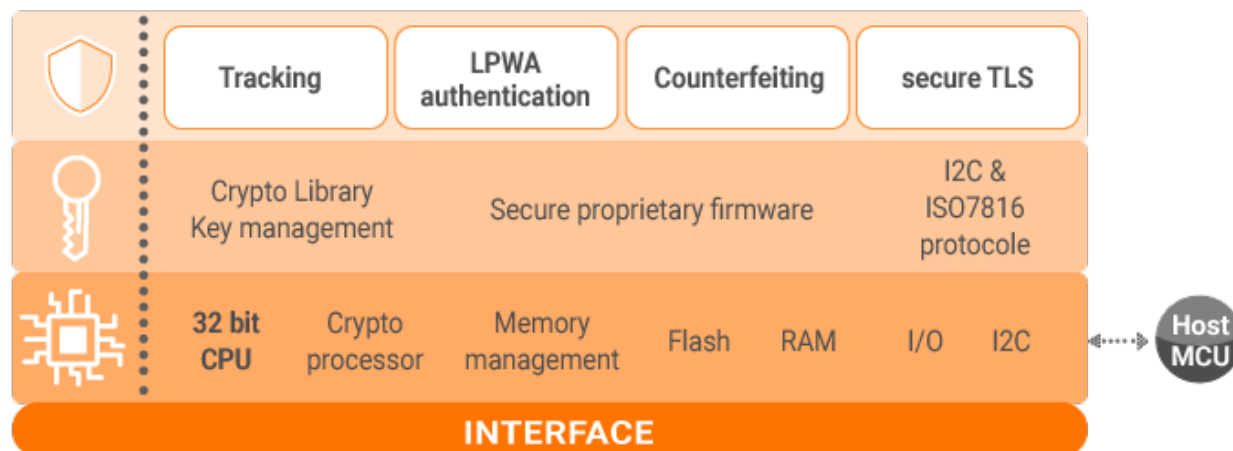 Tracking
LPWA
authentication
Counterfeiting
secure TLS
Crypto Library
Key management
Secure proprietary firmware
I2C &
ISO7816
protocole
32 bit
CPU
Crypto
processor
Memory
management
Flash
RAM
I/O
I2C
Host
MCU
INTERFACE